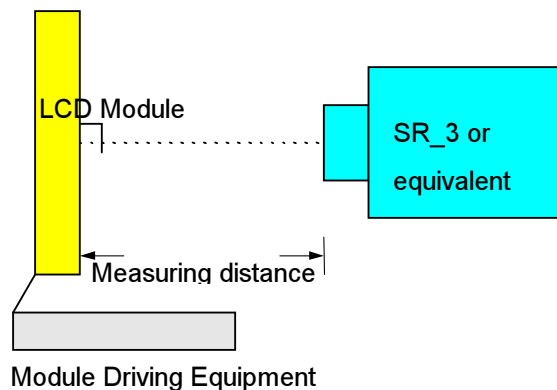 LCD Module
SR_3 or
equivalent
Measuring distance
Module Driving Equipment